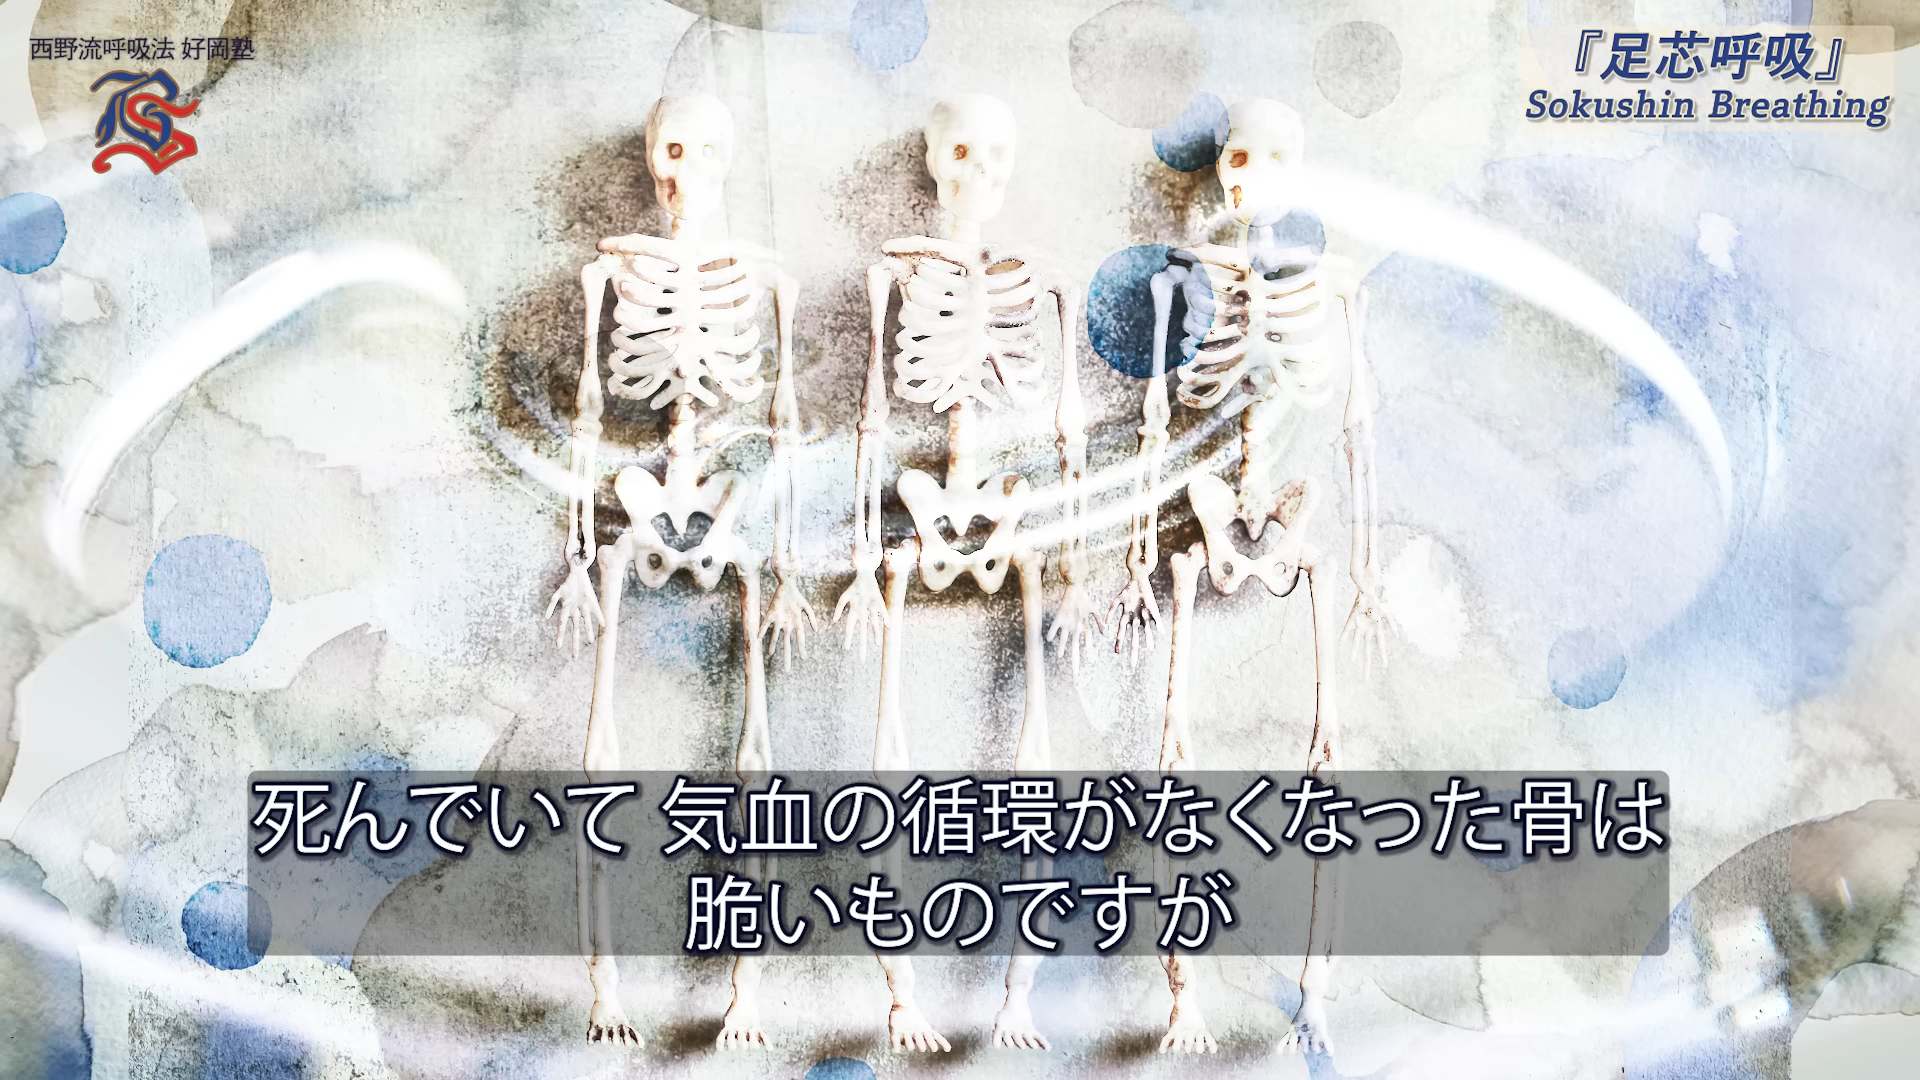 西野流呼吸法 好岡塾
『足芯呼吸』
Sokushin Breathing
死んでいて 気血の循環がなくなった骨は
脆いものですが